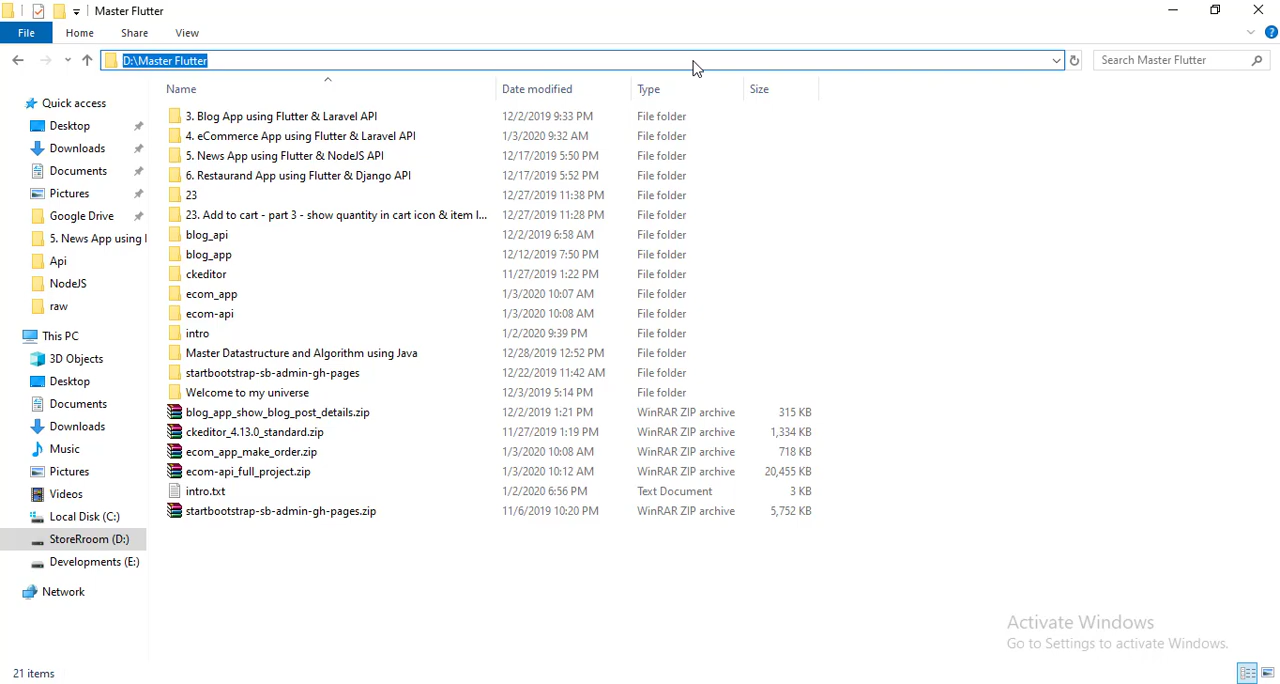 Master Flutter
File Home Share View
D:\Master Flutter Search Master Flutter
Name Date modified Type Size
Quick access
Desktop
Downloads
Documents
Pictures
Google Drive
5. News App using I
Api
NodeJS
raw
This PC
3D Objects
Desktop
Documents
Downloads
Music
Pictures
Videos
Local Disk (C:)
StoreRroom (D:)
Developments (E:)
Network
3. Blog App using Flutter & Laravel API 12/2/2019 9:33 PM File folder
4. eCommerce App using Flutter & Laravel API 1/3/2020 9:32 AM File folder
5. News App using Flutter & NodeJS API 12/17/2019 5:50 PM File folder
6. Restaurand App using Flutter & Django API 12/17/2019 5:52 PM File folder
23 12/27/2019 11:38 PM File folder
23. Add to cart - part 3 - show quantity in cart icon & item I... 12/27/2019 11:28 PM File folder
blog_api 12/2/2019 6:58 AM File folder
blog_app 12/12/2019 7:50 PM File folder
ckeditor 11/27/2019 1:22 PM File folder
ecom_app 1/3/2020 10:07 AM File folder
ecom-api 1/3/2020 10:08 AM File folder
intro 1/2/2020 9:39 PM File folder
Master Datastructure and Algorithm using Java 12/28/2019 12:52 PM File folder
startbootstrap-sb-admin-gh-pages 12/22/2019 11:42 AM File folder
Welcome to my universe 12/3/2019 5:14 PM File folder
blog_app_show_blog_post_details.zip 12/2/2019 1:21 PM WinRAR ZIP archive 315 KB
ckeditor_4.13.0_standard.zip 11/27/2019 1:19 PM WinRAR ZIP archive 1,334 KB
ecom_app_make_order.zip 1/3/2020 10:08 AM WinRAR ZIP archive 718 KB
ecom-api_full_project.zip 1/3/2020 10:12 AM WinRAR ZIP archive 20,455 KB
intro.txt 1/2/2020 6:56 PM Text Document 3 KB
startbootstrap-sb-admin-gh-pages.zip 11/6/2019 10:20 PM WinRAR ZIP archive 5,752 KB
Activate Windows
Go to Settings to activate Windows.
21 items